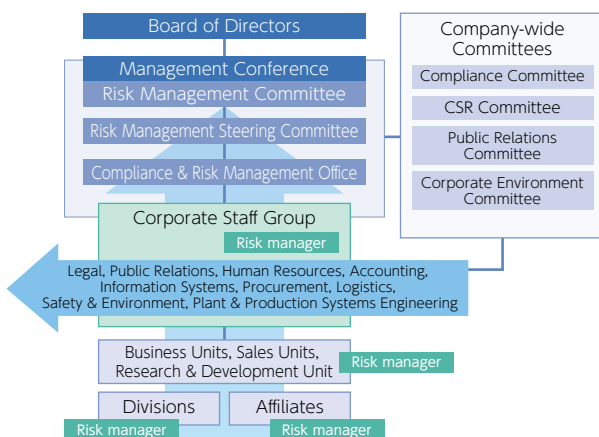 Board of Directors
Management Conference
Risk Management Committee
Risk Management Steering Committee
Compliance & Risk Management Office
Company-wide
Committees
Compliance Committee
CSR Committee
Public Relations
Committee
Corporate Environment
Committee
Corporate Staff Group
Risk manager
Legal, Public Relations, Human Resources, Accounting,
Information Systems, Procurement, Logistics,
Safety & Environment, Plant & Production Systems Engineering
Business Units, Sales Units,
Research & Development Unit
Risk manager
Divisions
Risk manager
Affiliates
Risk manager